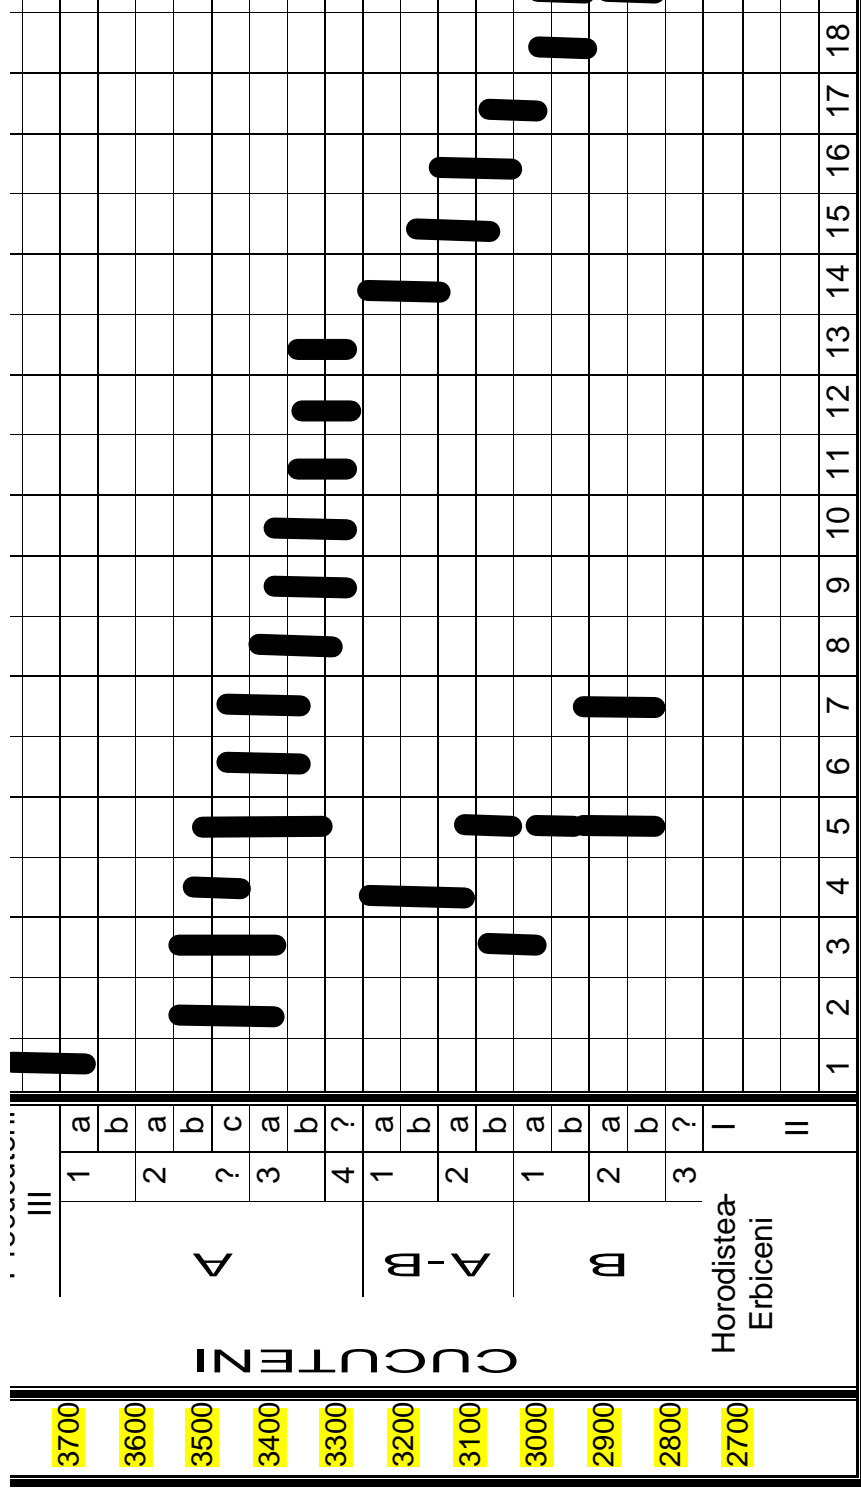 III
3700
3600
3500
3400
3300
3200
3100
3000
2900
2800
2700
CUCUTENI
A
A-B
B
1 a
b
2 a
b
? c
3 a
b
4 ?
1 a
b
2 a
b
1 a
b
2 a
b
3 ?
Horodistea- I
Erbiceni
II
1 2 3 4 5 6 7 8 9 10 11 12 13 14 15 16 17 18